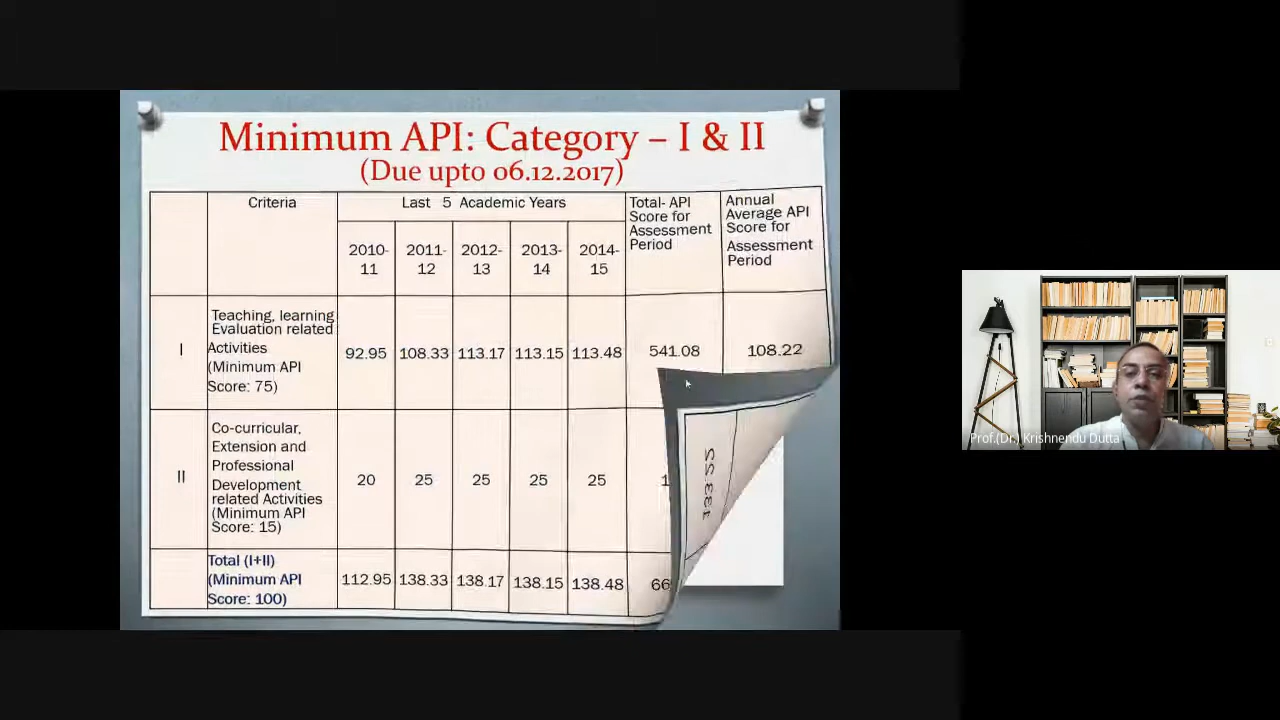 Minimum API: Category – I & II
(Due upto 06.12.2017)
Criteria
Last 5 Academic Years
Total- API
Score for
Assessment
Period
Annual
Average API
Score for
Assessment
Period
2010-
11
2011-
12
2012-
13
2013-
14
2014-
15
I
Teaching, learning
Evaluation related
Activities
(Minimum API
Score: 75)
92.95
108.33
113.17
113.15
113.48
541.08
108.22
II
Co-curricular,
Extension and
Professional
Development
related Activities
(Minimum API
Score: 15)
20
25
25
25
25
1
Total (I+II)
(Minimum API
Score: 100)
112.95
138.33
138.17
138.15
138.48
66
Prof.(Dr.) Krishnendu Dutta